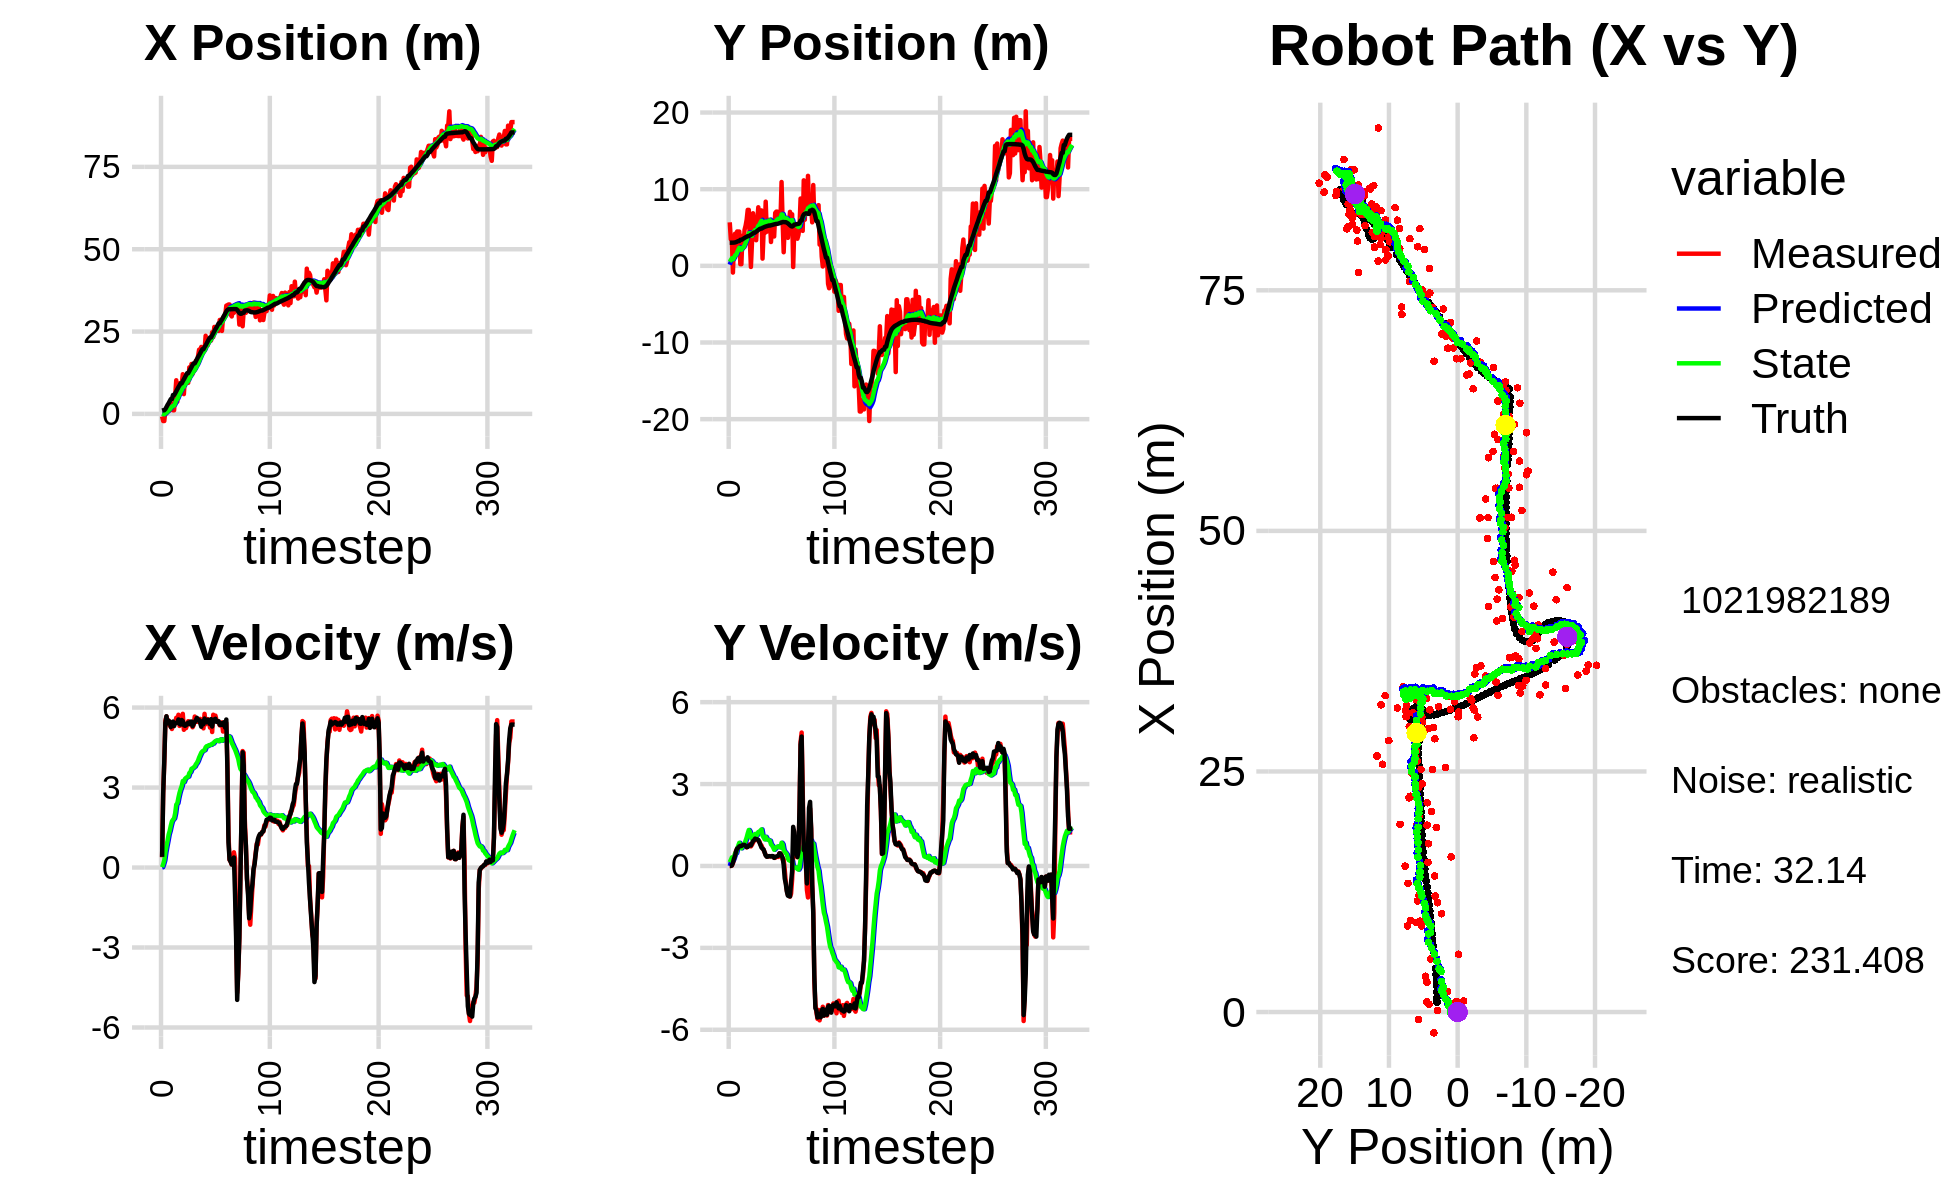 X Position (m)
75
50
25
0
0
100
200
300
timestep
Y Position (m)
20
10
0
-10
-20
0
100
200
300
timestep
X Velocity (m/s)
6
3
0
-3
-6
0
100
200
300
timestep
Y Velocity (m/s)
6
3
0
-3
-6
0
100
200
300
timestep
Robot Path (X vs Y)
X Position (m)
75
50
25
0
20 10 0 -10 -20
Y Position (m)
variable
Measured
Predicted
State
Truth
1021982189
Obstacles: none
Noise: realistic
Time: 32.14
Score: 231.408